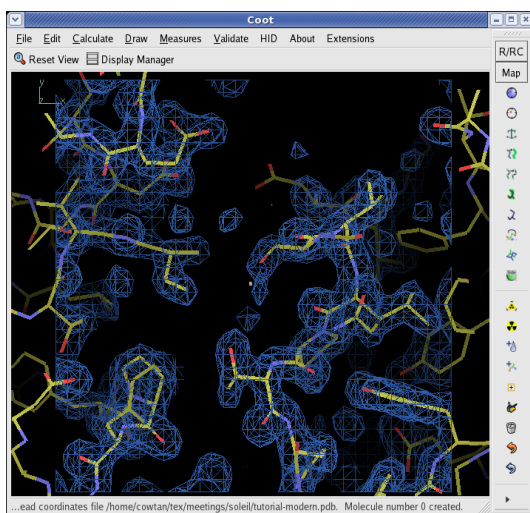 Coot
File Edit Calculate Draw Measures Validate HID About Extensions
Reset View Display Manager
R/RC
Map
y
x
...ead coordinates file /home/cowtan/tex/meetings/soleil/tutorial-modern.pdb. Molecule number 0 created.